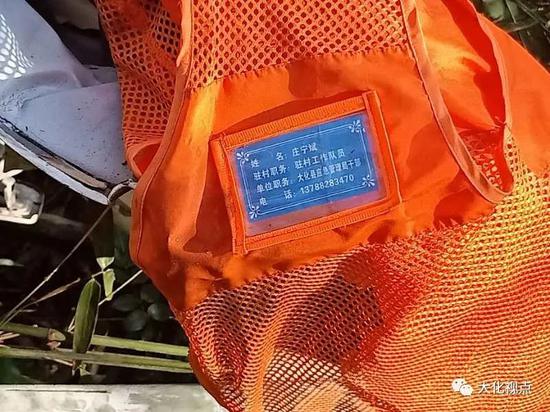 姓　名：庄宁斌
驻村职务：驻村工作队员
单位职务：大化县应急管理局干部
电　话：13788283470
大化视点